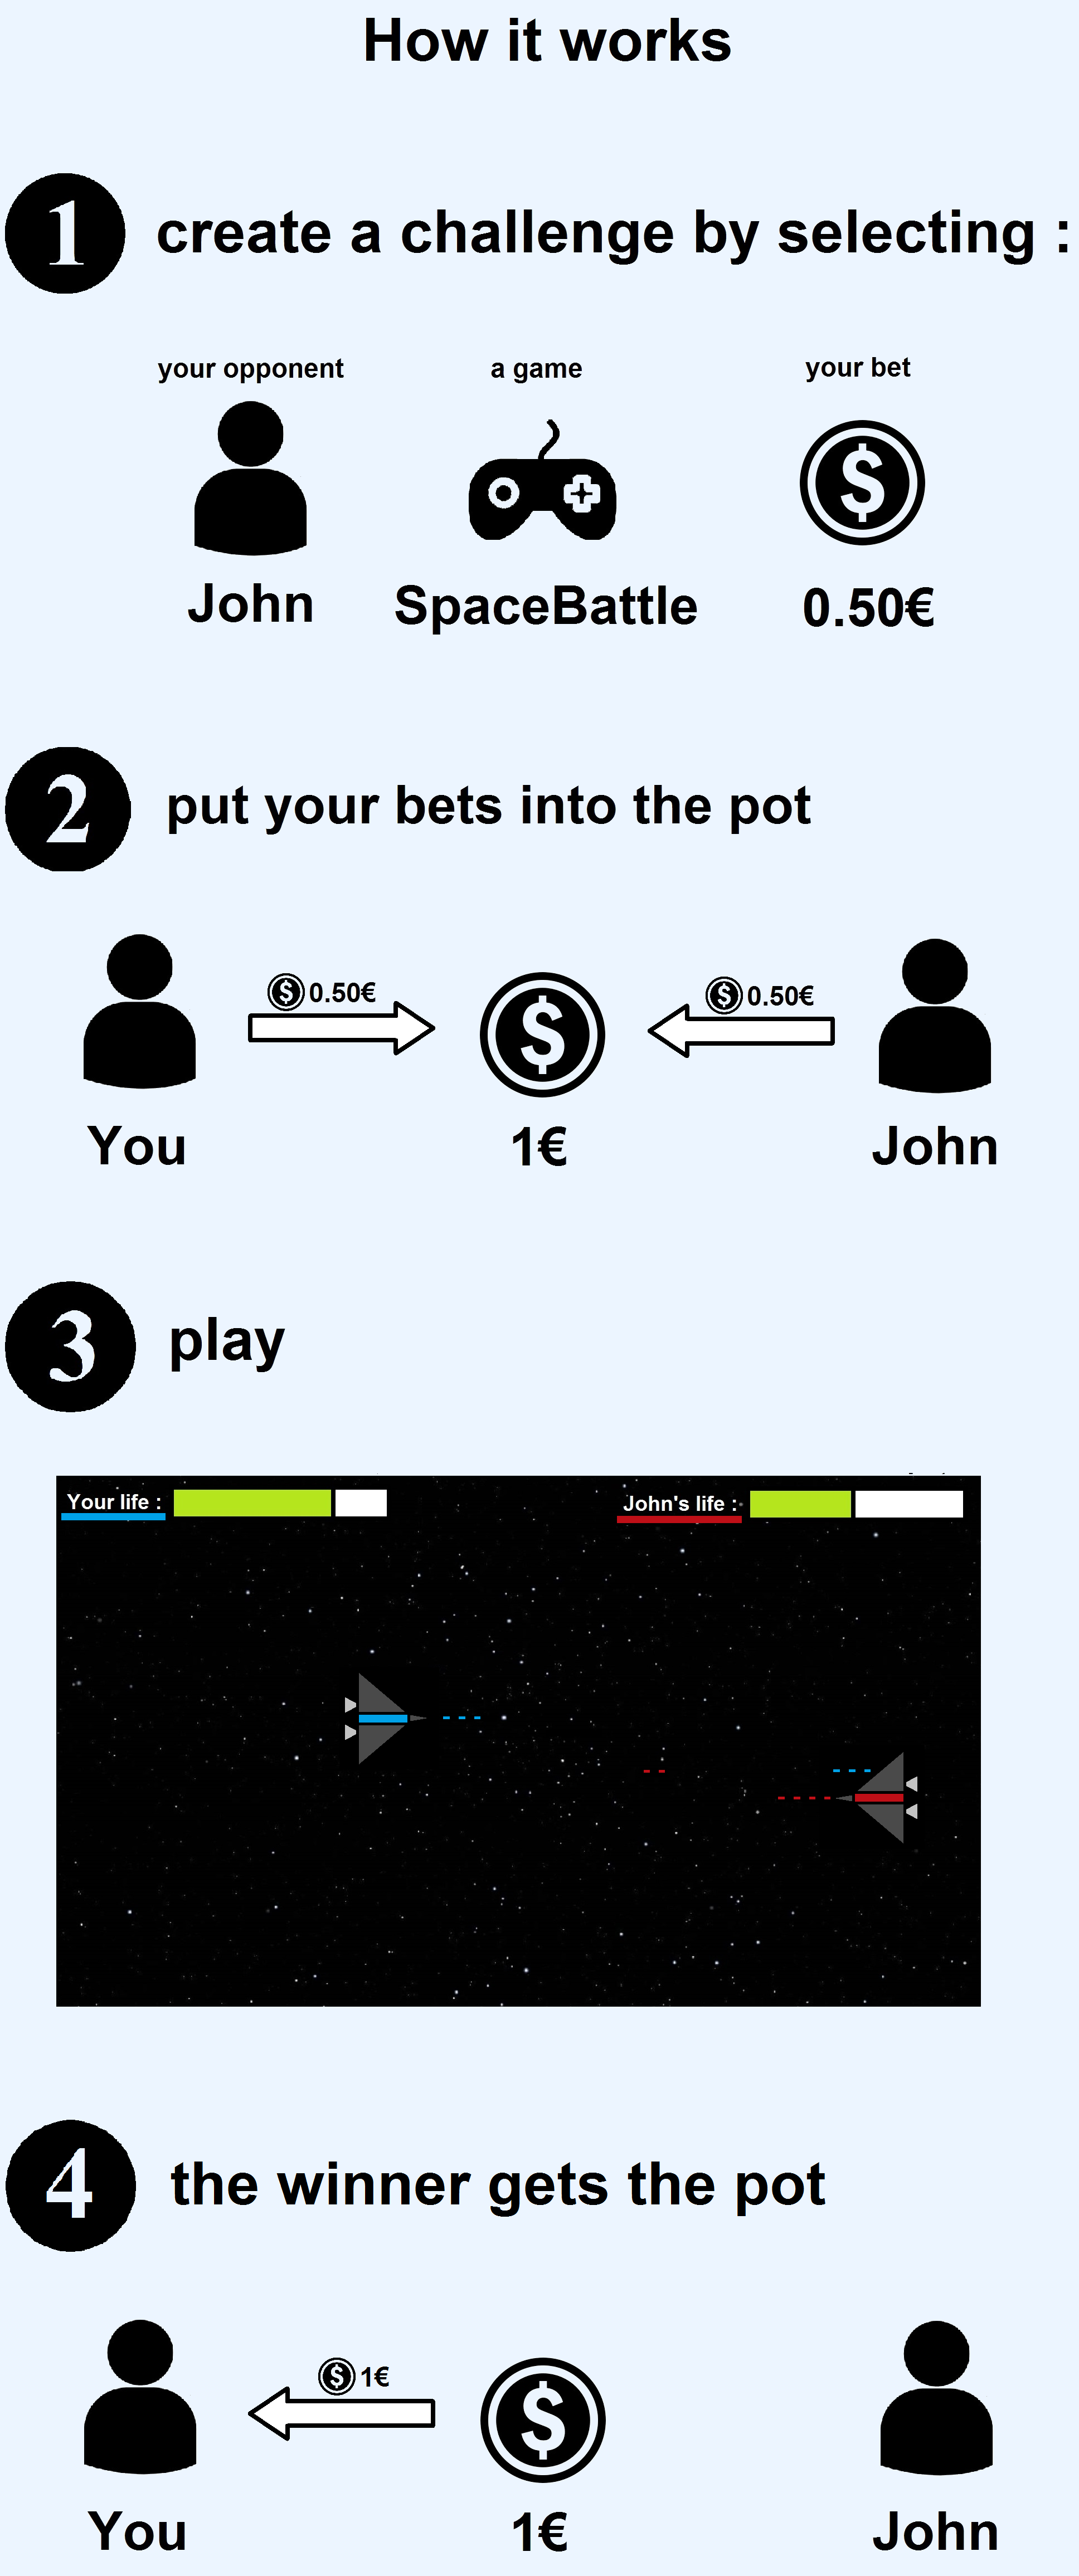 How it works
1 create a challenge by selecting :
your opponent a game your bet
$
John SpaceBattle 0.50€
2 put your bets into the pot
$ 0.50€ $ 0.50€
$
You 1€ John
3 play
Your life : John's life :
4 the winner gets the pot
$ 1€
$
You 1€ John